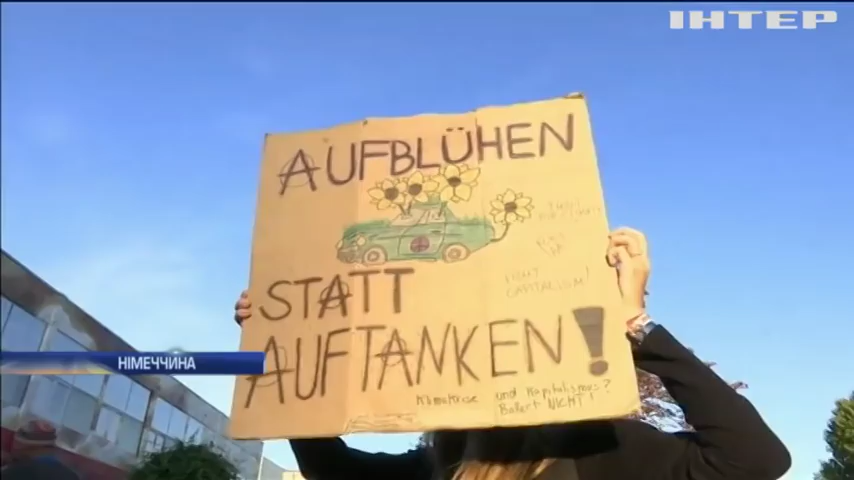 ІНТЕР
AUFBLÜHEN
STATT
FIGHT
CAPITALISM!
AUFTANKEN!
НІМЕЧЧИНА
Klimakrise und Kapitalismus?
Ballert NICHT!